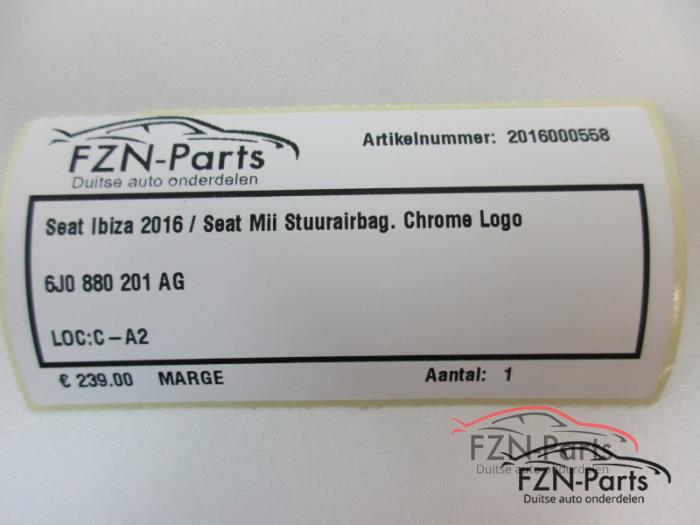 FZN-Parts
Duitse auto onderdelen
Artikelnummer: 2016000558
Seat Ibiza 2016 / Seat Mii Stuurairbag. Chrome Logo
6J0 880 201 AG
LOC:C-A2
€ 239.00 MARGE
Aantal: 1
FZN-Parts
Duitse auto onderdelen
FZN-Parts
Duitse auto onderdelen